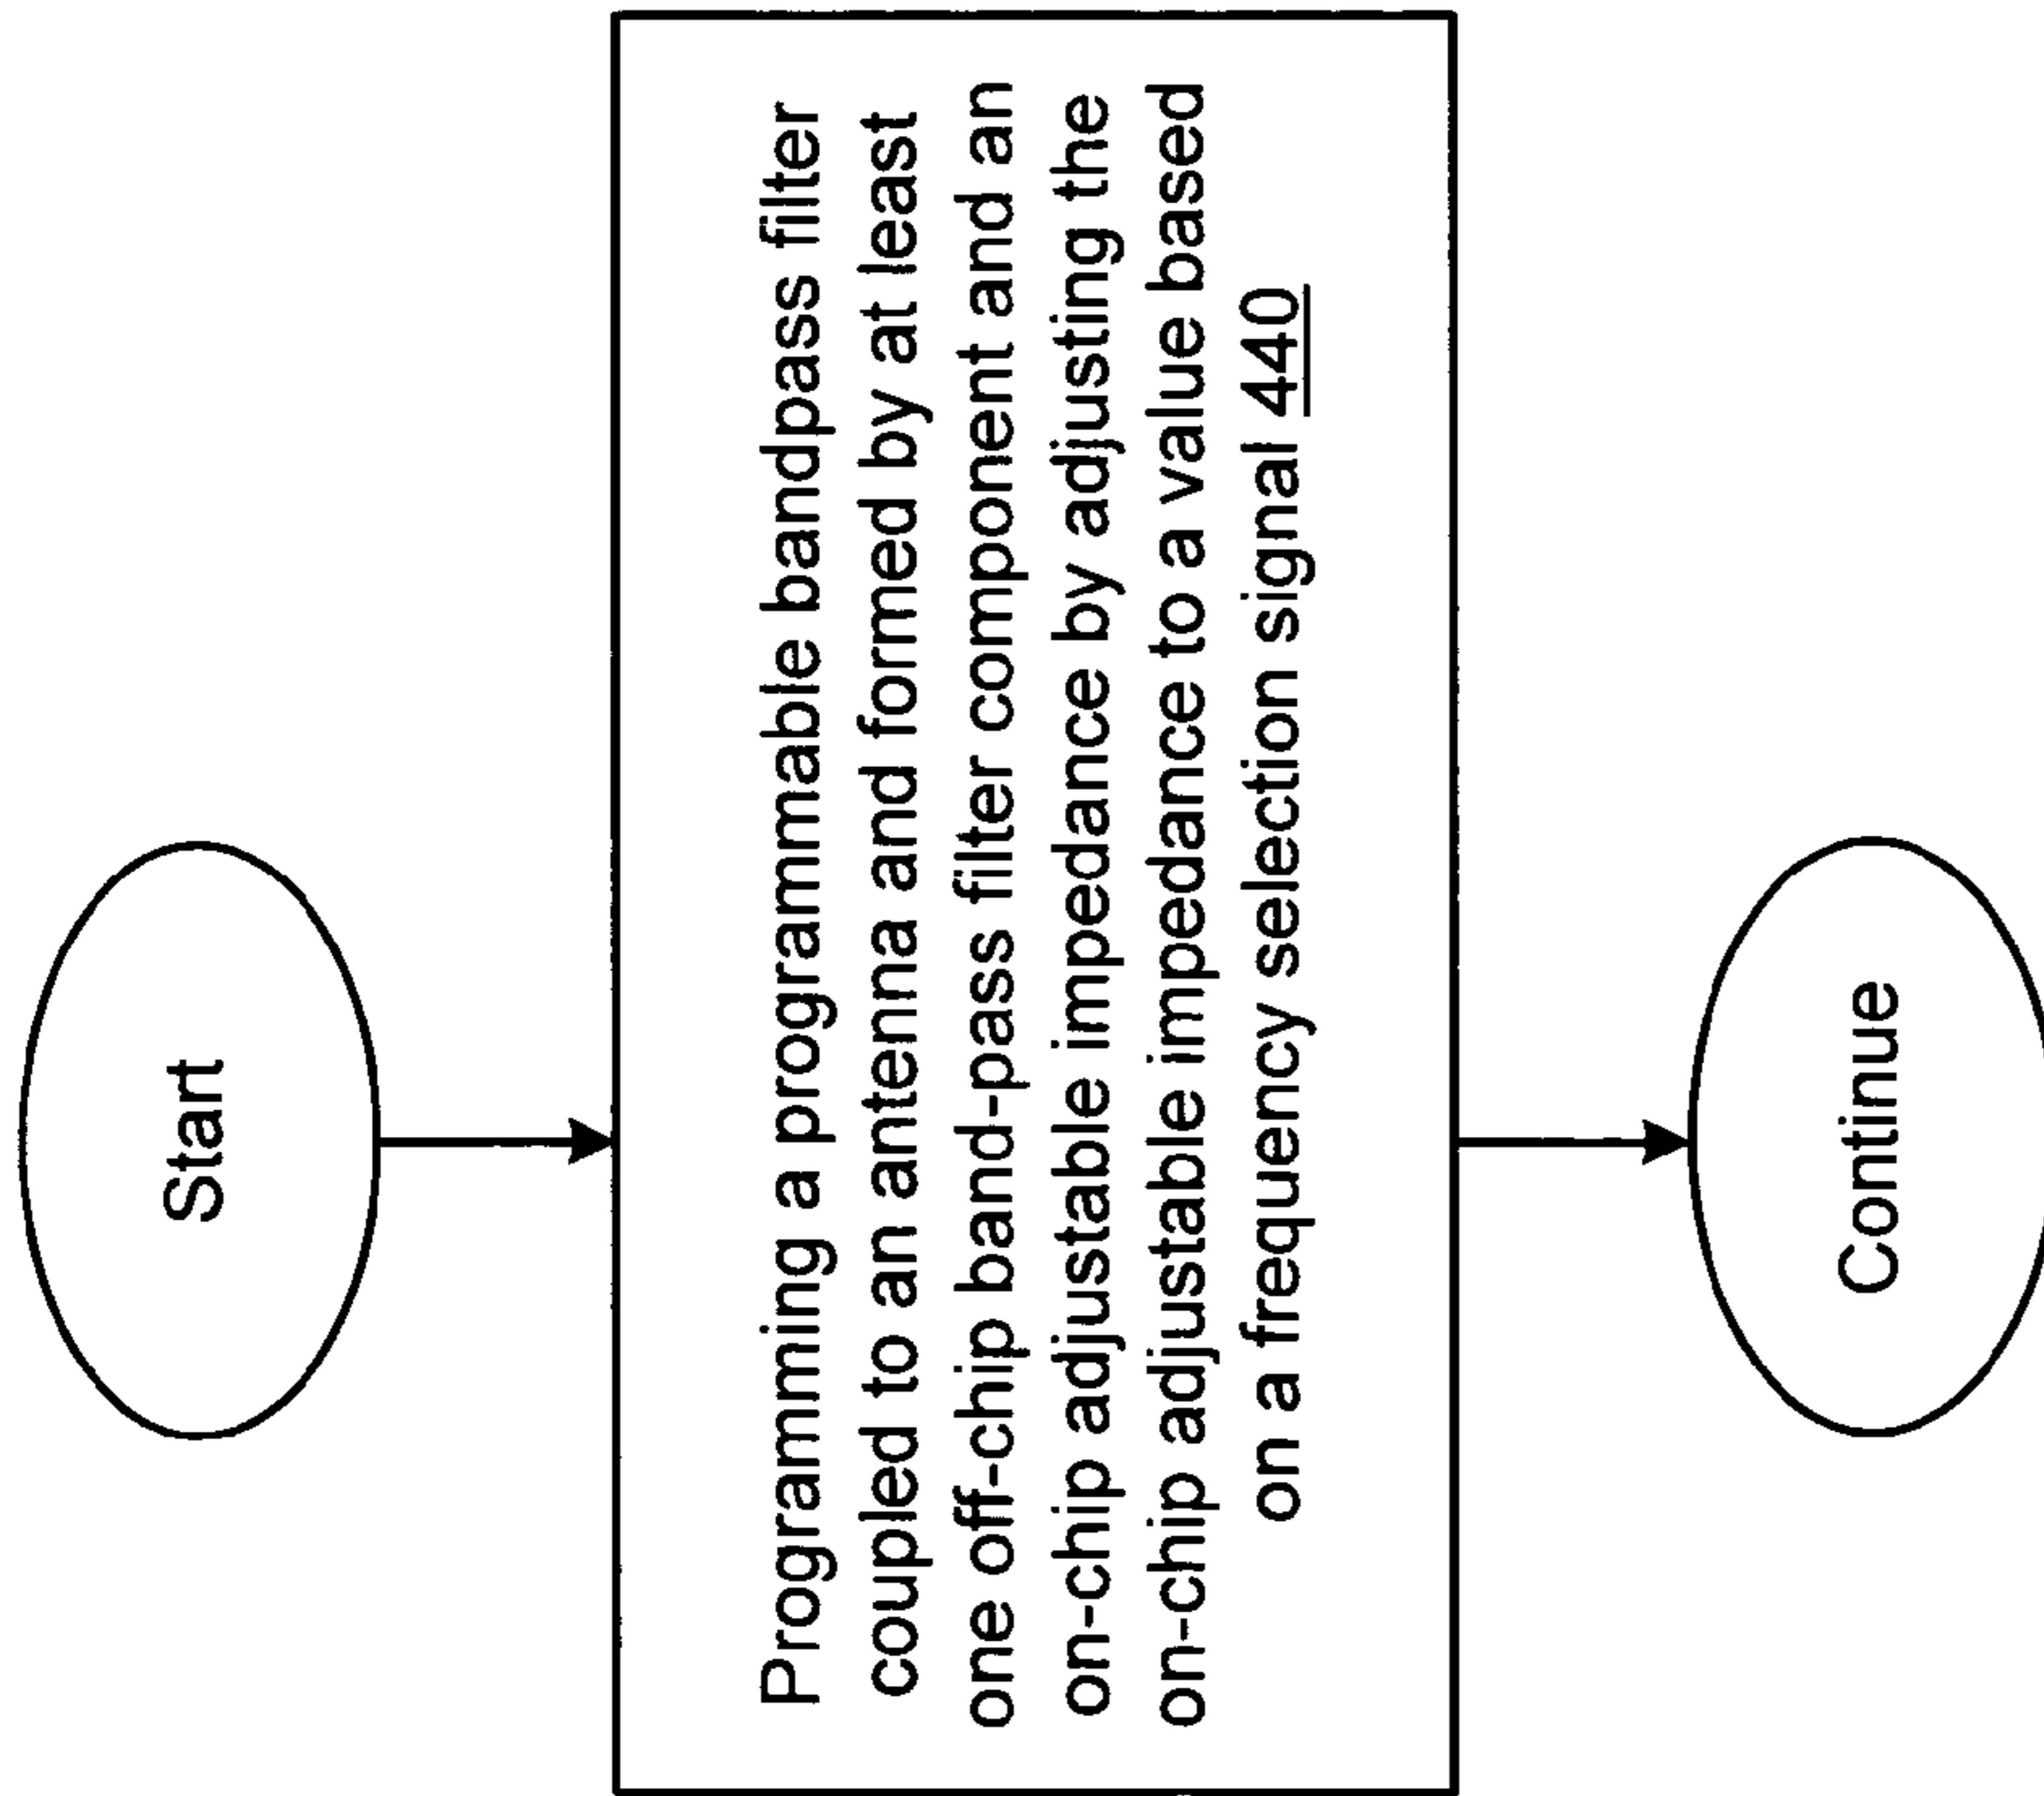 Start
Programming a programmable bandpass filter
coupled to an antenna and formed by at least
one off-chip band-pass filter component and an
on-chip adjustable impedance by adjusting the
on-chip adjustable impedance to a value based
on a frequency selection signal 440
Continue